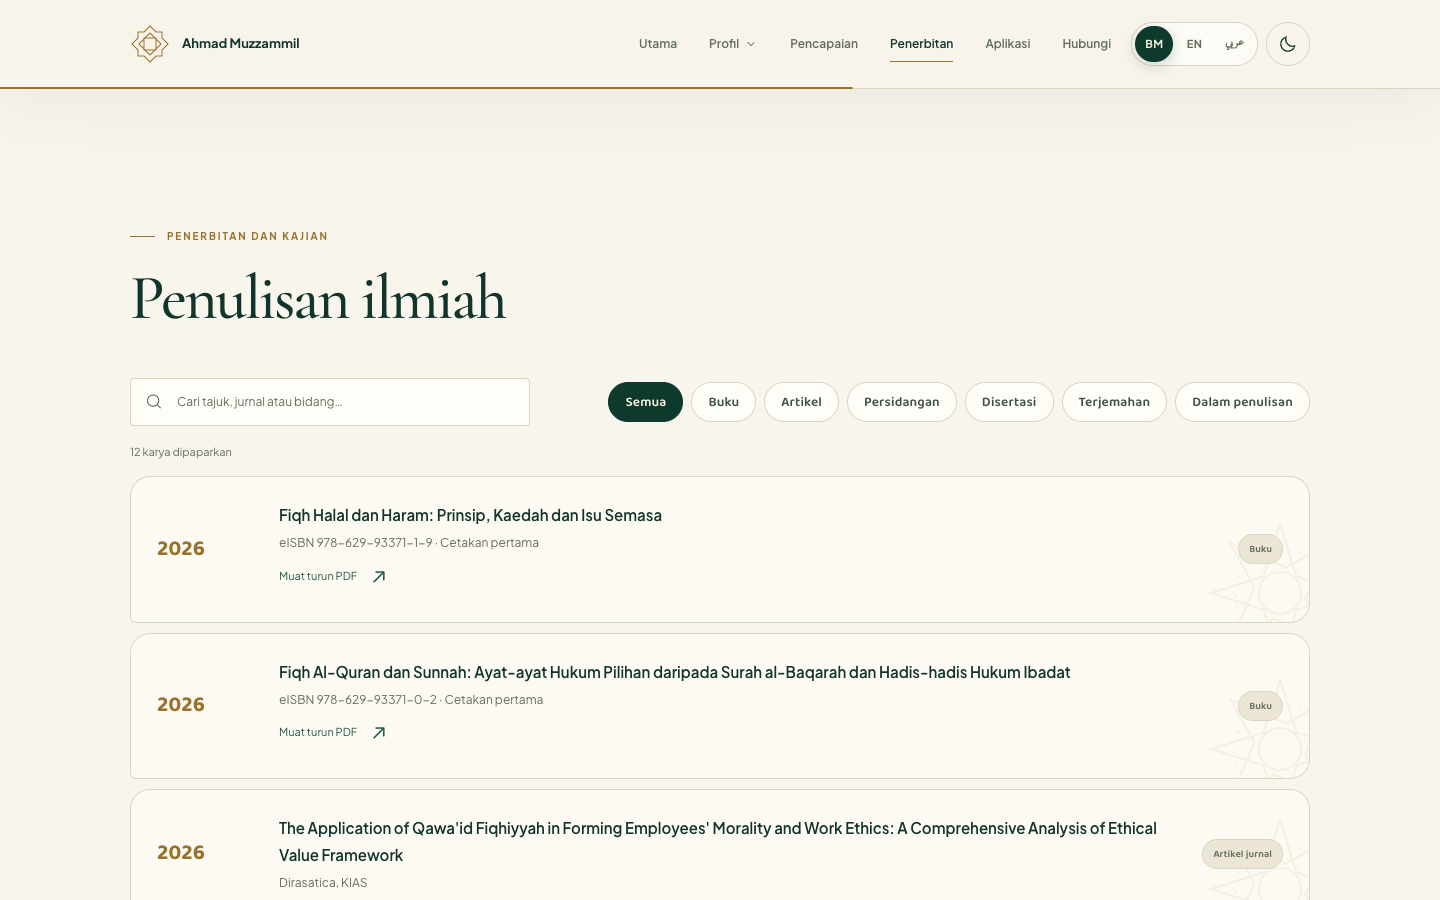 Ahmad Muzzammil
Utama
Profil
Pencapaian
Penerbitan
Aplikasi
Hubungi
BM
EN
عربي
PENERBITAN DAN KAJIAN
Penulisan ilmiah
Cari tajuk, jurnal atau bidang...
Semua
Buku
Artikel
Persidangan
Disertasi
Terjemahan
Dalam penulisan
12 karya dipaparkan
2026
Fiqh Halal dan Haram: Prinsip, Kaedah dan Isu Semasa
eISBN 978-629-93371-1-9 · Cetakan pertama
Muat turun PDF
Buku
2026
Fiqh Al-Quran dan Sunnah: Ayat-ayat Hukum Pilihan daripada Surah al-Baqarah dan Hadis-hadis Hukum Ibadat
eISBN 978-629-93371-0-2 · Cetakan pertama
Muat turun PDF
Buku
2026
The Application of Qawa'id Fiqhiyyah in Forming Employees' Morality and Work Ethics: A Comprehensive Analysis of Ethical
Value Framework
Dirasatica, KIAS
Artikel jurnal